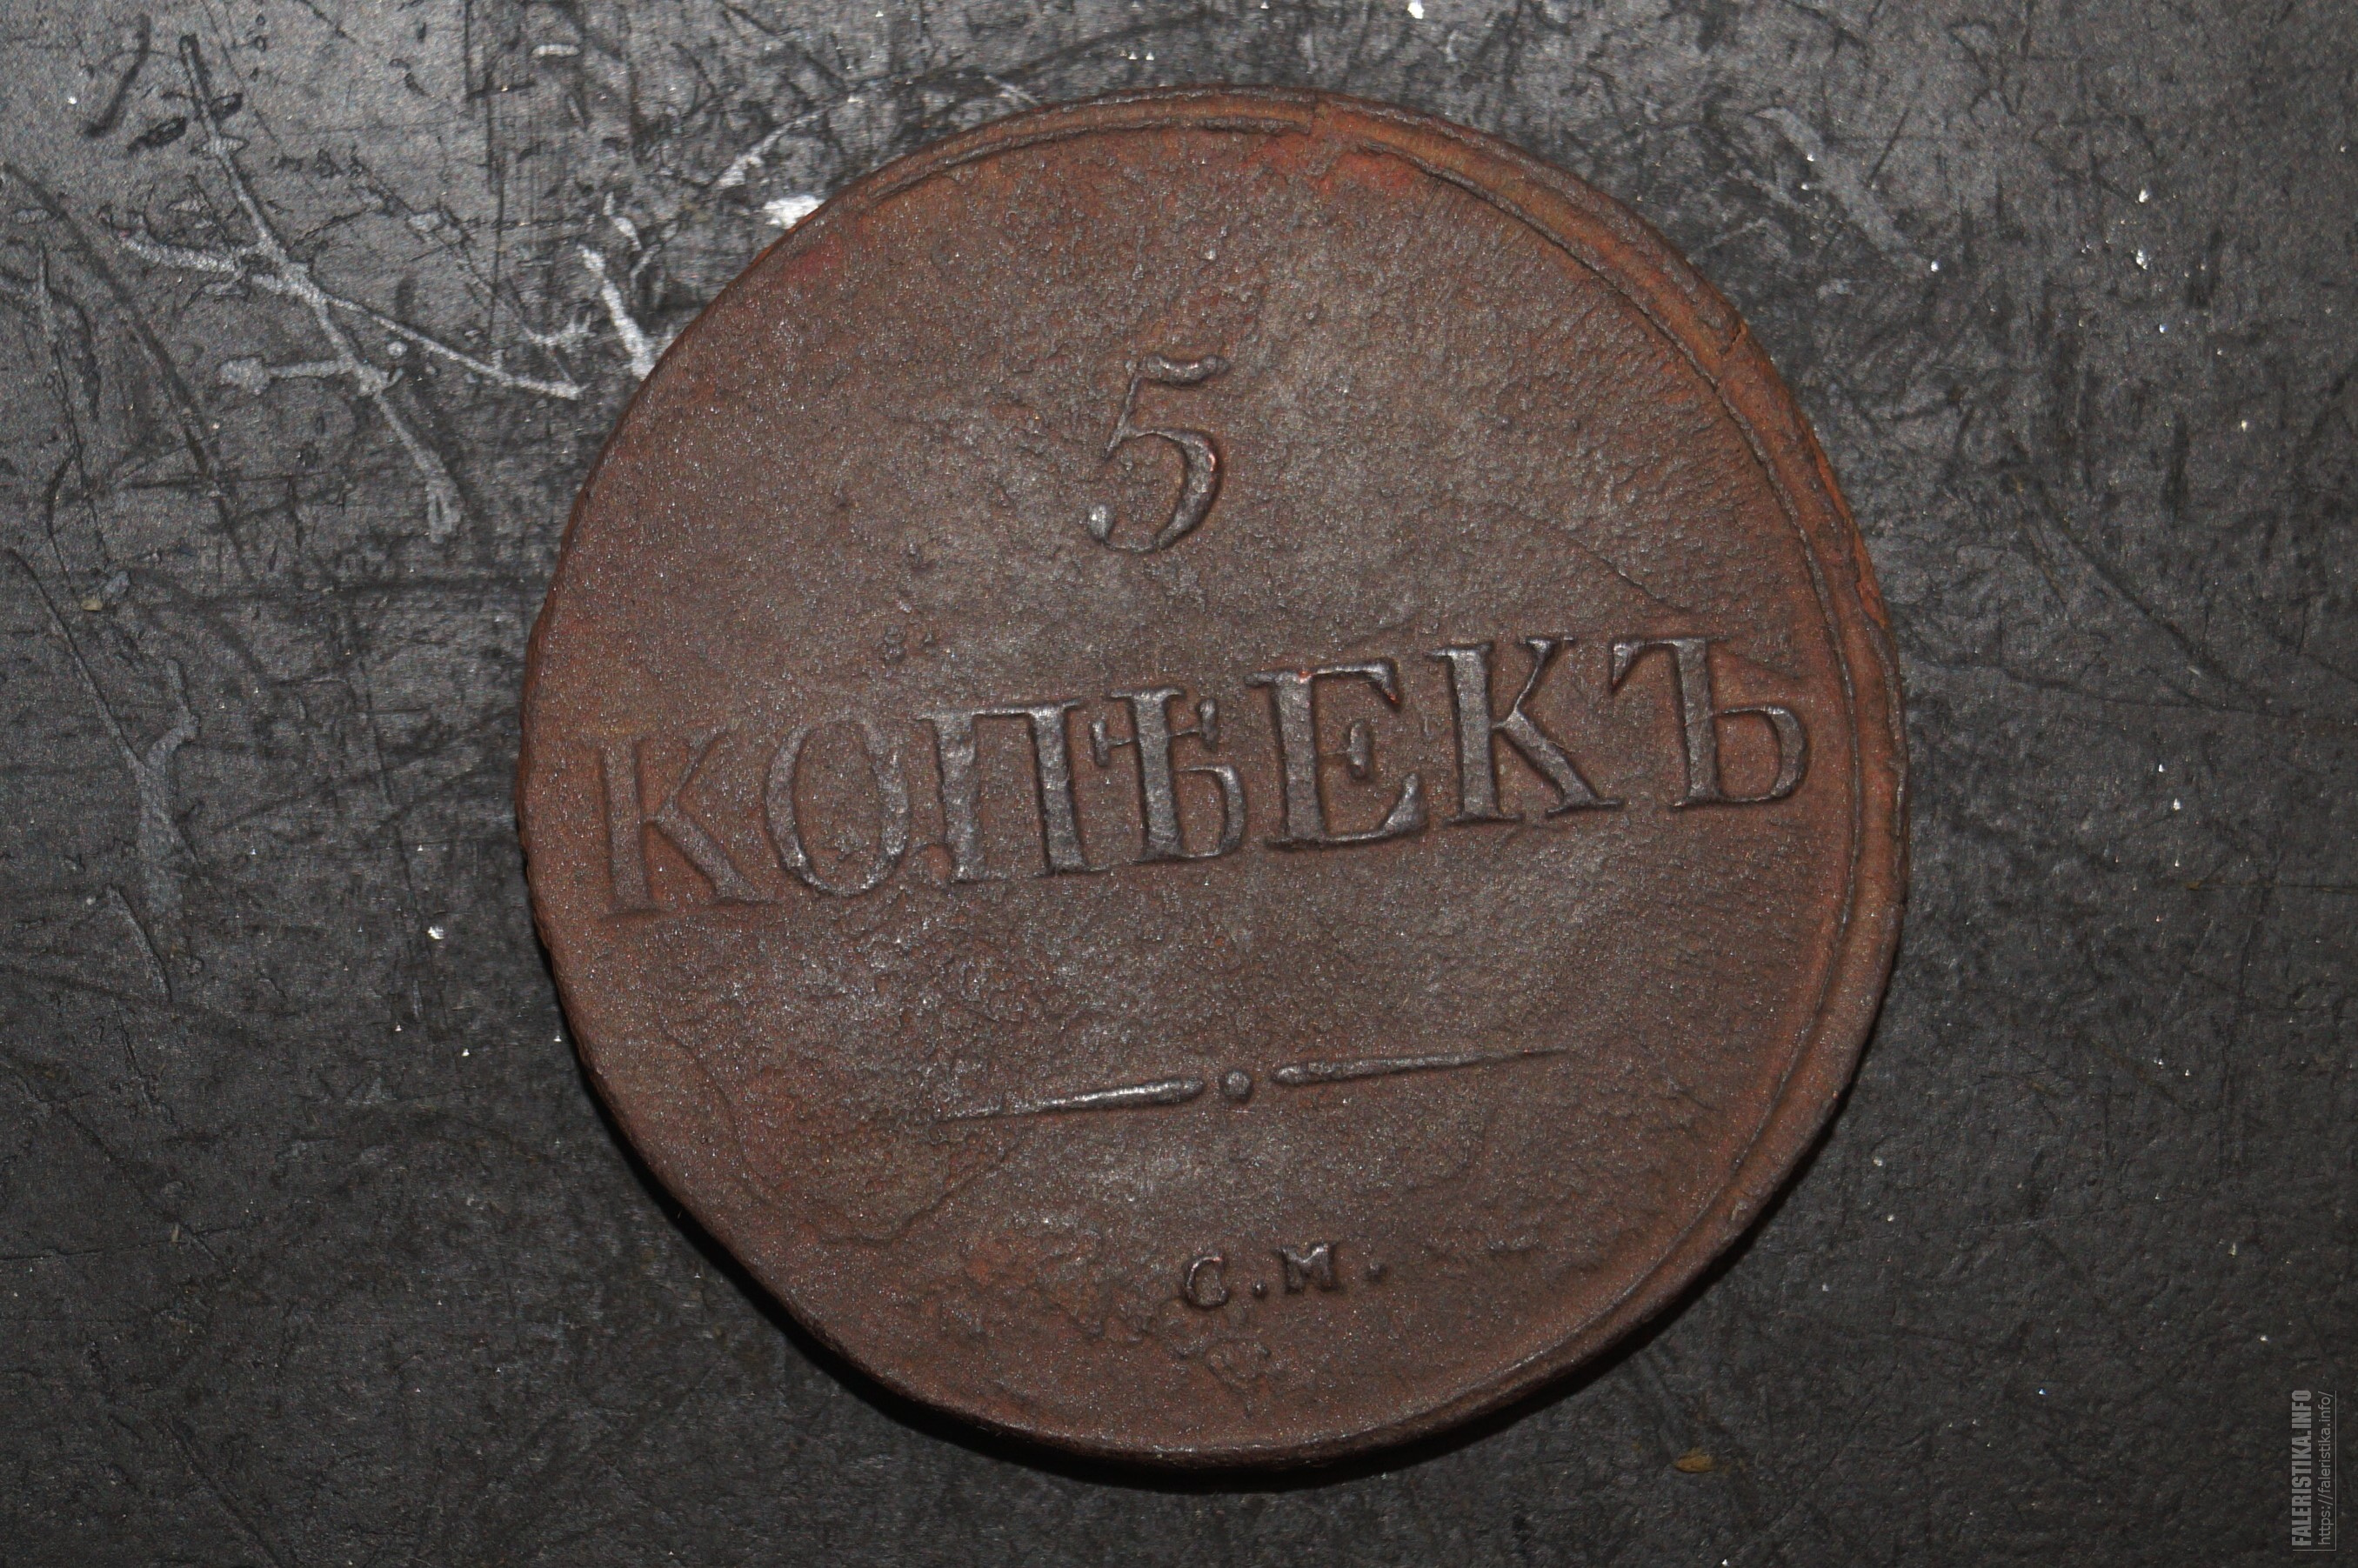 5
КОПѢЕКЪ
С.М.
FALERISTIKA.INFO
https://faleristika.info/